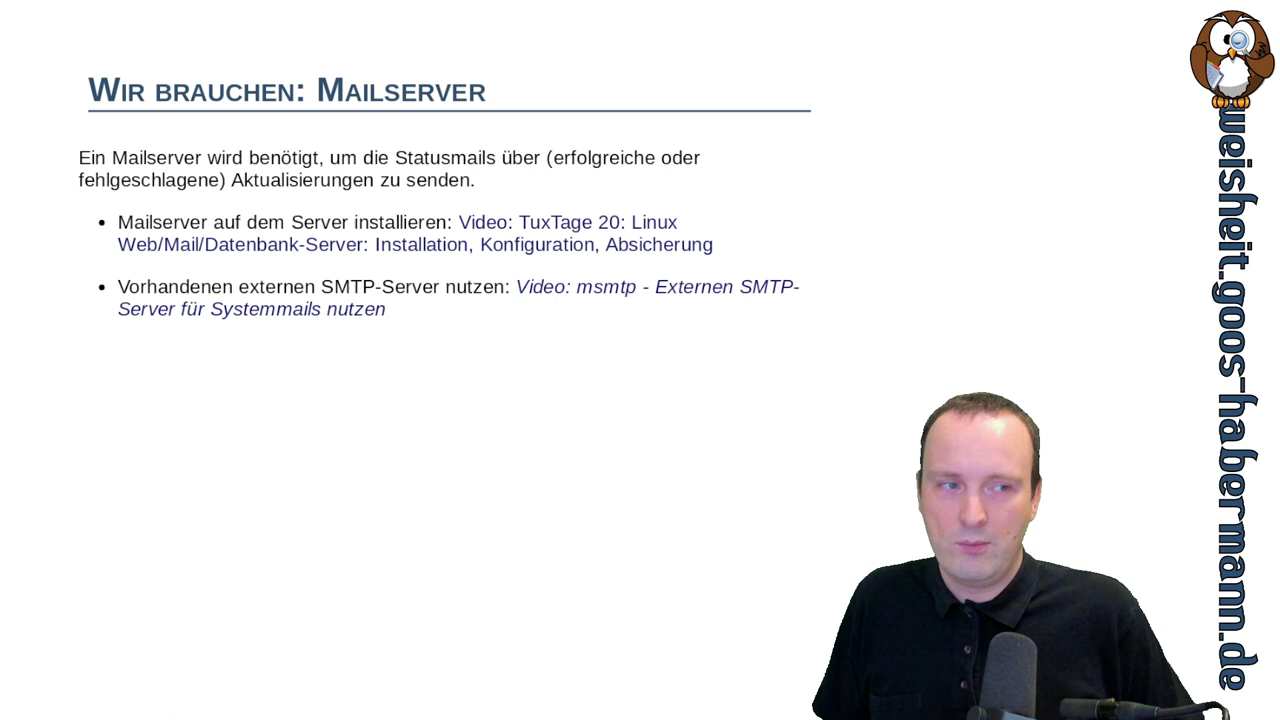 Wir brauchen: Mailserver
Ein Mailserver wird benötigt, um die Statusmails über (erfolgreiche oder
fehlgeschlagene) Aktualisierungen zu senden.
• Mailserver auf dem Server installieren: Video: TuxTage 20: Linux
Web/Mail/Datenbank-Server: Installation, Konfiguration, Absicherung
• Vorhandenen externen SMTP-Server nutzen: Video: msmtp - Externen SMTP-
Server für Systemmails nutzen
weisheit.goos-habermann.de